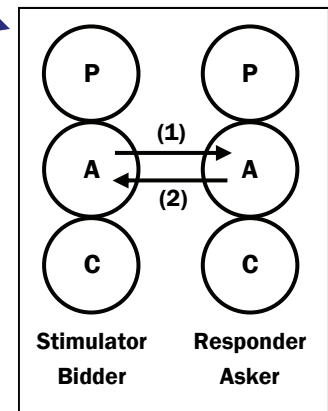 P P
(1)
A A
(2)
C C
Stimulator Responder
Bidder Asker